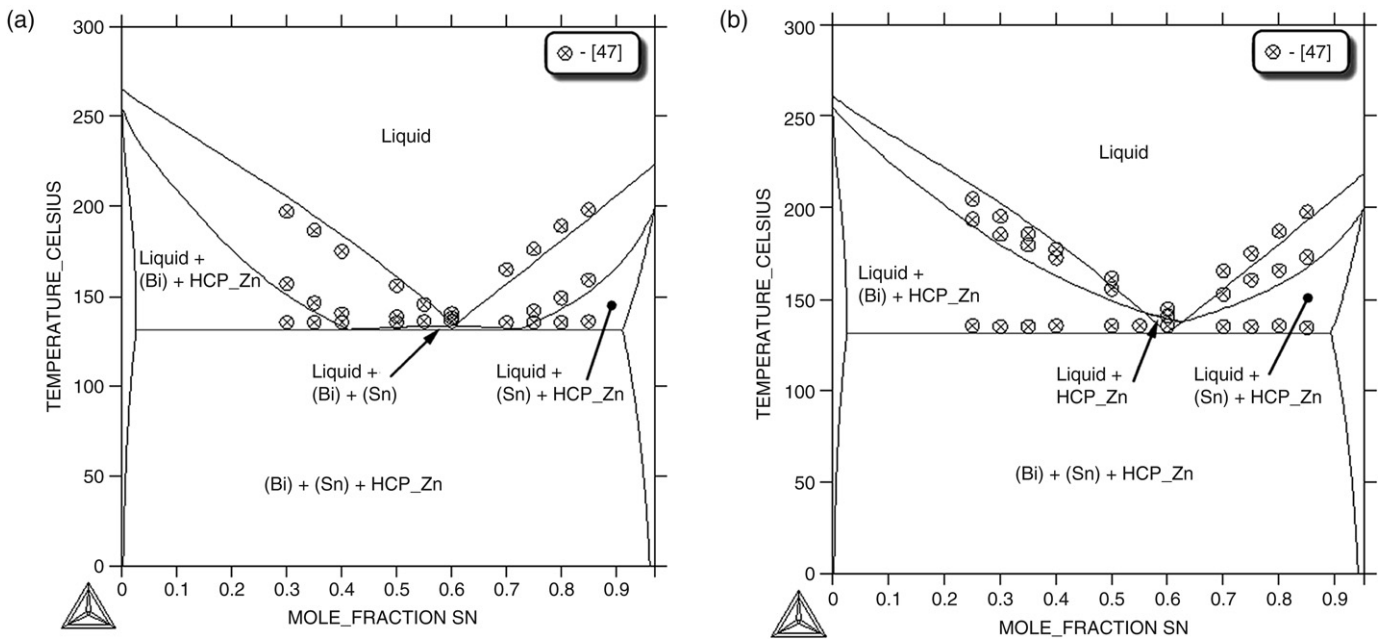 (a)
300
250
200
150
100
50
0
TEMPERATURE_CELSIUS
- [47]
Liquid
Liquid +
(Bi) + HCP_Zn
Liquid +
(Bi) + (Sn)
Liquid +
(Sn) + HCP_Zn
(Bi) + (Sn) + HCP_Zn
0 0.1 0.2 0.3 0.4 0.5 0.6 0.7 0.8 0.9
MOLE_FRACTION SN
(b)
300
250
200
150
100
50
0
TEMPERATURE_CELSIUS
- [47]
Liquid
Liquid +
(Bi) + HCP_Zn
Liquid +
HCP_Zn
Liquid +
(Sn) + HCP_Zn
(Bi) + (Sn) + HCP_Zn
0 0.1 0.2 0.3 0.4 0.5 0.6 0.7 0.8 0.9
MOLE_FRACTION SN